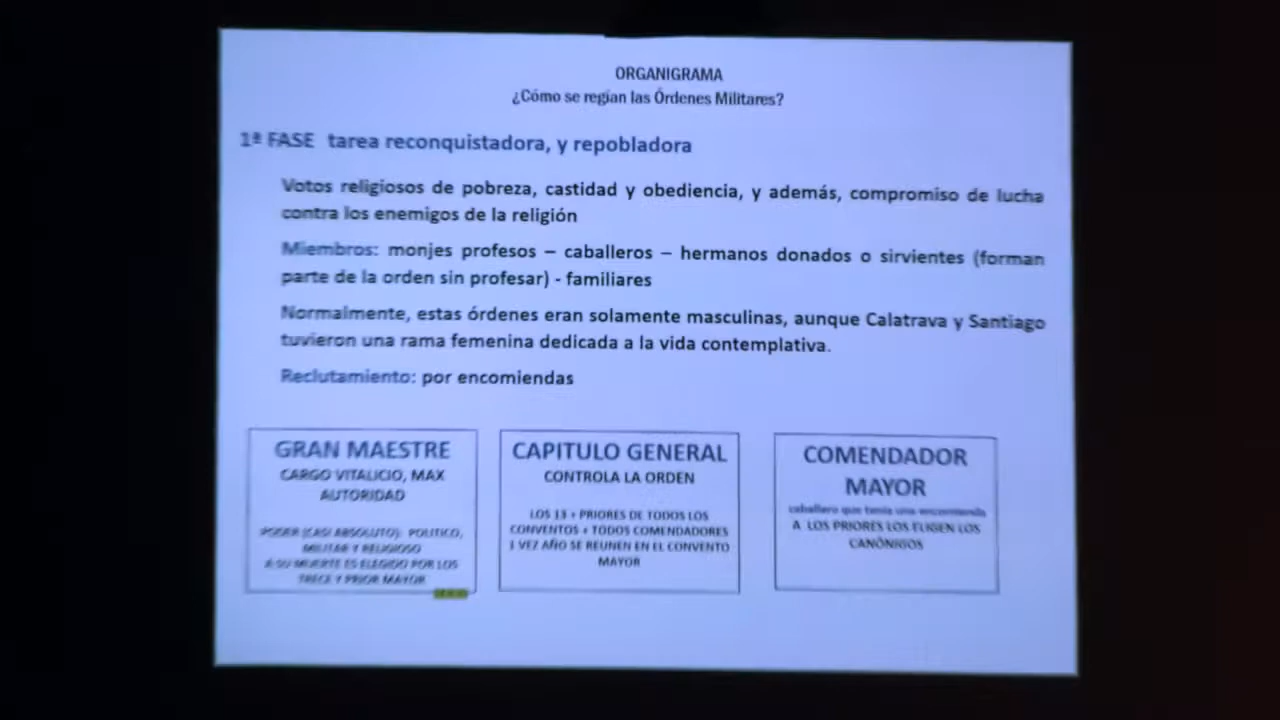 ORGANIGRAMA
¿Cómo se regían las Órdenes Militares?
1ª FASE tarea reconquistadora, y repobladora
Votos religiosos de pobreza, castidad y obediencia, y además, compromiso de lucha
contra los enemigos de la religión
Miembros: monjes profesos – caballeros – hermanos donados o sirvientes (forman
parte de la orden sin profesar) - familiares
Normalmente, estas órdenes eran solamente masculinas, aunque Calatrava y Santiago
tuvieron una rama femenina dedicada a la vida contemplativa.
Reclutamiento: por encomiendas
GRAN MAESTRE
CARGO VITALICIO, MAX
AUTORIDAD
PODER (CASI ABSOLUTO): POLITICO,
MILITAR Y RELIGIOSO
A SU MUERTE ES ELEGIDO POR LOS
TRECE Y PRIOR MAYOR
CAPITULO GENERAL
CONTROLA LA ORDEN
LOS 13 + PRIORES DE TODOS LOS
CONVENTOS + TODOS COMENDADORES
1 VEZ AÑO SE REUNEN EN EL CONVENTO
MAYOR
COMENDADOR
MAYOR
caballero que tenía una encomienda
A LOS PRIORES LOS ELIGEN LOS
CANÓNIGOS